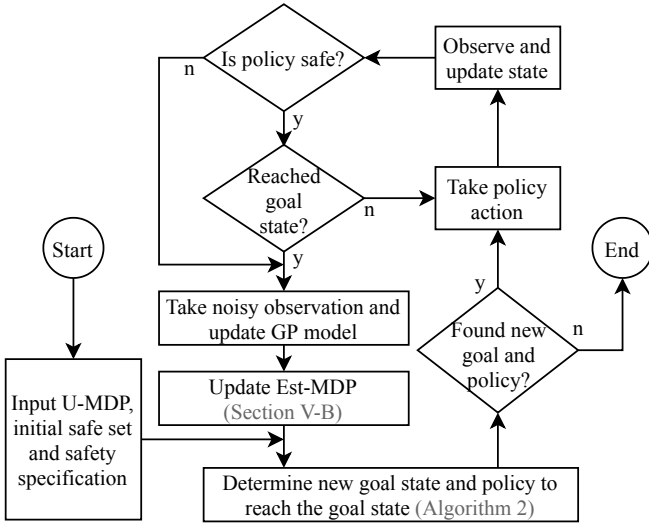 Is policy safe?
n
y
Observe and
update state
Reached
goal
state?
n
y
Take policy
action
Start
End
Take noisy observation and
update GP model
y
Found new
goal and
policy?
n
Update Est-MDP
(Section V-B)
Input U-MDP,
initial safe set
and safety
specification
Determine new goal state and policy to
reach the goal state (Algorithm 2)